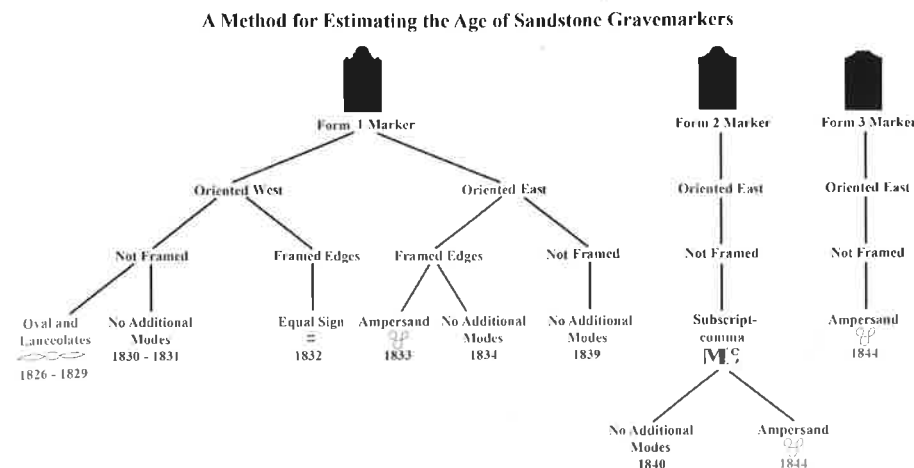 A Method for Estimating the Age of Sandstone Gravemarkers
Form 1 Marker
Form 2 Marker
Form 3 Marker
Oriented West
Oriented East
Oriented East
Oriented East
Not Framed
Framed Edges
Framed Edges
Not Framed
Not Framed
Not Framed
Oval and
Lanceolates
1826 - 1829
No Additional
Modes
1830 - 1831
Equal Sign
=
1832
Ampersand
1833
No Additional
Modes
1834
No Additional
Modes
1839
Subscript-
comma
M,c
Ampersand
1844
No Additional
Modes
1840
Ampersand
1844